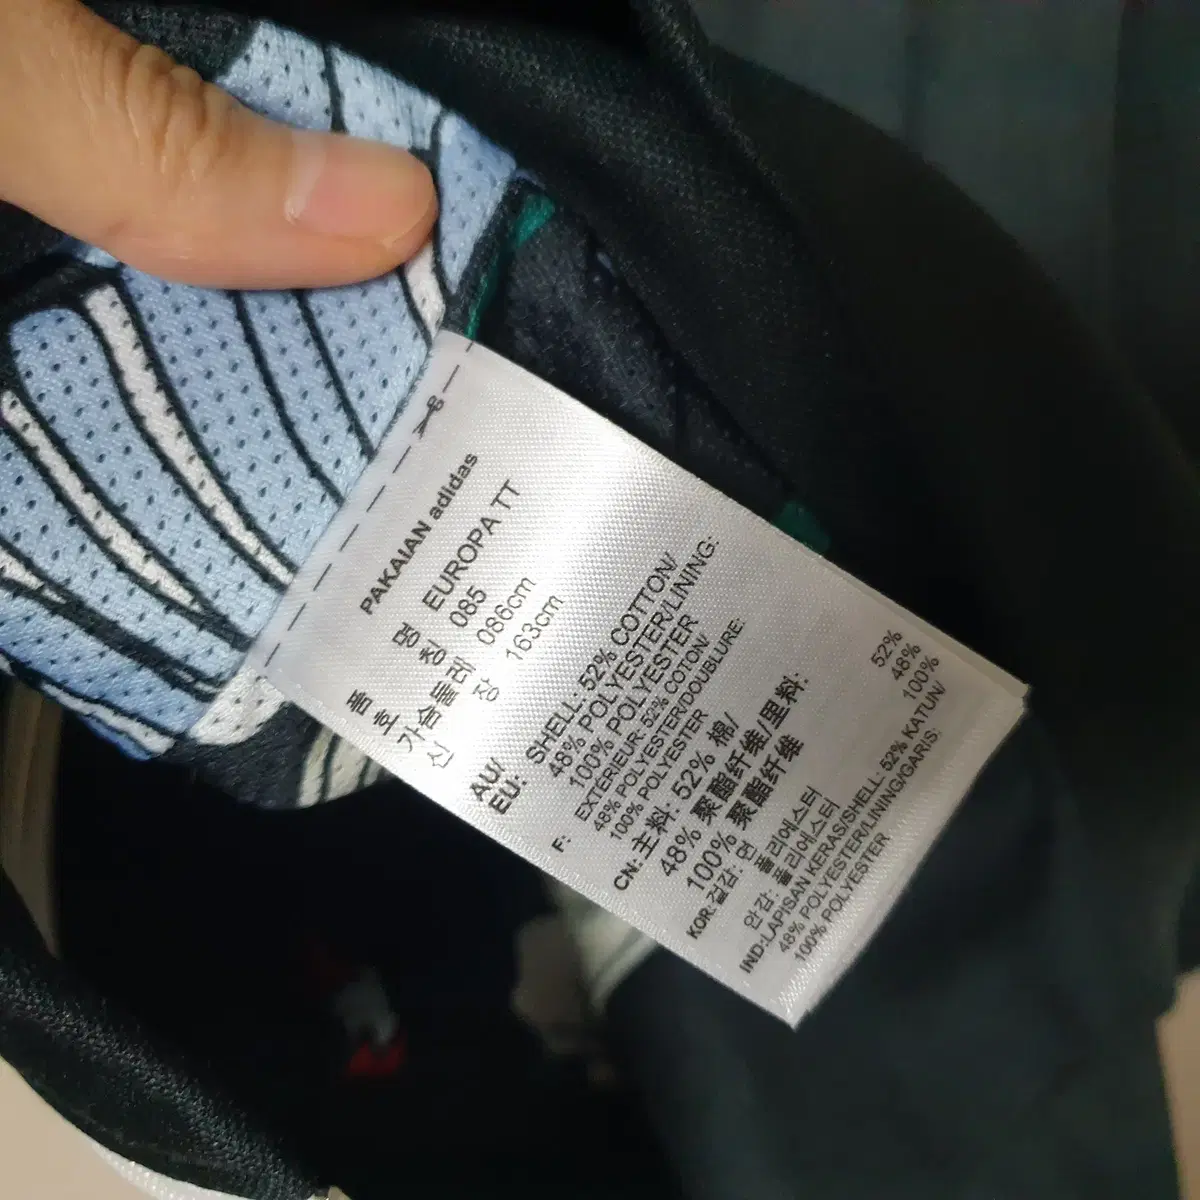 PAKAIAN adidas
품 명 EUROPA TT
호 칭 085
가슴둘레 086cm
신 장 163cm
AU/
EU: SHELL: 52% COTTON/
48% POLYESTER/LINING:
100% POLYESTER
F: EXTERIEUR: 52% COTON/
48% POLYESTER/DOUBLURE:
100% POLYESTER
CN: 主料: 52% 棉/
48% 聚酯纤维/里料:
100% 聚酯纤维
KOR: 겉감: 면 52%
폴리에스터 48%
안감: 폴리에스터 100%
IND:LAPISAN KERAS/SHELL: 52% KATUN/
48% POLYESTER/LINING/GARIS:
100% POLYESTER